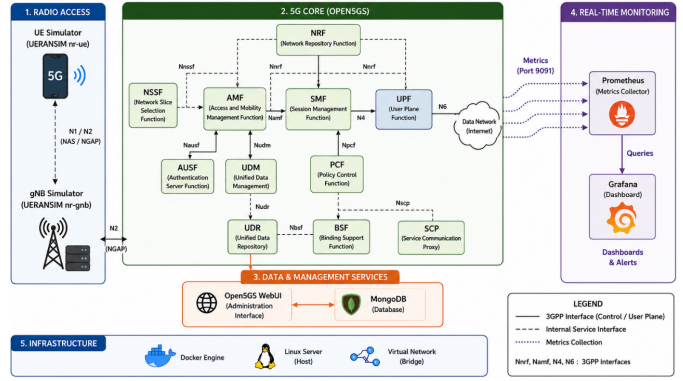 1. RADIO ACCESS
UE Simulator
(UERANSIM nr-ue)
5G
N1 / N2
(NAS / NGAP)
gNB Simulator
(UERANSIM nr-gnb)
N2
(NGAP)
2. 5G CORE (OPEN5GS)
NRF
(Network Repository Function)
Nnssf
Nnrf
Nnrf
NSSF
(Network Slice
Selection
Function)
AMF
(Access and Mobility
Management Function)
Namf
SMF
(Session Management
Function)
N4
UPF
(User Plane
Function)
N6
Data Network
(Internet)
Nausf
Nudm
Npcf
AUSF
(Authentication
Server Function)
UDM
(Unified Data
Management)
PCF
(Policy Control
Function)
Nudr
Nscp
UDR
(Unified Data
Repository)
Nbsf
BSF
(Binding Support
Function)
SCP
(Service Communication
Proxy)
3. DATA & MANAGEMENT SERVICES
Open5GS WebUI
(Administration
Interface)
MongoDB
(Database)
4. REAL-TIME MONITORING
Metrics
(Port 9091)
Prometheus
(Metrics Collector)
Queries
Grafana
(Dashboard)
Dashboards
& Alerts
LEGEND
3GPP Interface (Control / User Plane)
Internal Service Interface
Metrics Collection
Nnrf, Namf, N4, N6 : 3GPP Interfaces
5. INFRASTRUCTURE
Docker Engine
Linux Server
(Host)
Virtual Network
(Bridge)